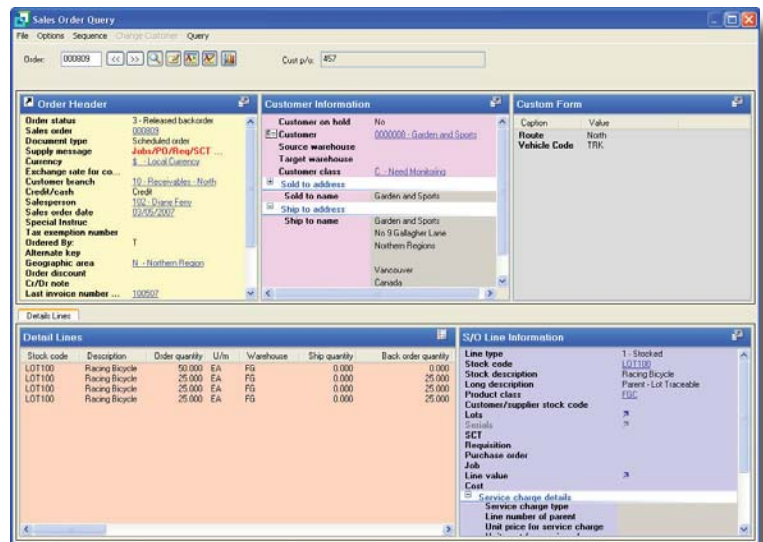 Sales Order Query
File Options Sequence Change Customer Query
Order: 000809 << >> Cust p/o: 457
Order Header
Order status 3 - Released backorder
Sales order 000809
Document type Scheduled order
Supply message Jobs/PO/Req/SCT ...
Currency $ - Local Currency
Exchange rate for co...
Customer branch 10 - Receivables - North
Credit/cash Credit
Salesperson 102 - Diane Ferry
Sales order date 03/05/2007
Special Instruc
Tax exemption number
Ordered By: T
Alternate key
Geographic area N - Northern Region
Order discount
Cr/Dr note
Last invoice number ... 100507
Customer Information
Customer on hold No
Customer 0000008 - Garden and Sports
Source warehouse
Target warehouse
Customer class C - Need Monitoring
Sold to address
Sold to name Garden and Sports
Ship to address
Ship to name Garden and Sports
No 9 Gallagher Lane
Northern Regions
Vancouver
Canada
Custom Form
Caption Value
Route North
Vehicle Code TRK
Details Lines
Detail Lines
Stock code Description Order quantity U/m Warehouse Ship quantity Back order quantity
LOT100 Racing Bicycle 50.000 EA FG 0.000 0.000
LOT100 Racing Bicycle 25.000 EA FG 0.000 25.000
LOT100 Racing Bicycle 25.000 EA FG 0.000 25.000
LOT100 Racing Bicycle 25.000 EA FG 0.000 25.000
LOT100 Racing Bicycle 25.000 EA FG 0.000 25.000
S/O Line Information
Line type 1 - Stocked
Stock code LOT100
Stock description Racing Bicycle
Long description Parent - Lot Traceable
Product class FGC
Customer/supplier stock code
Lots
Serials
SCT
Requisition
Purchase order
Job
Line value
Cost
Service charge details
Service charge type
Line number of parent
Unit price for service charge